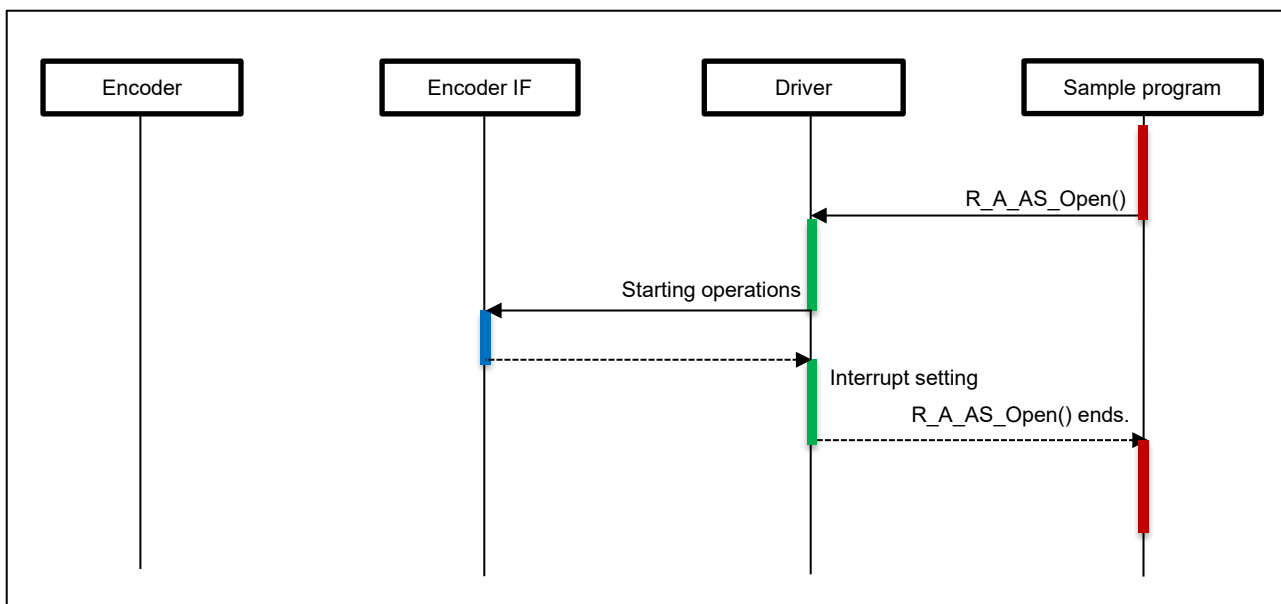 Encoder
Encoder IF
Driver
Sample program
R_A_AS_Open()
Starting operations
Interrupt setting
R_A_AS_Open() ends.